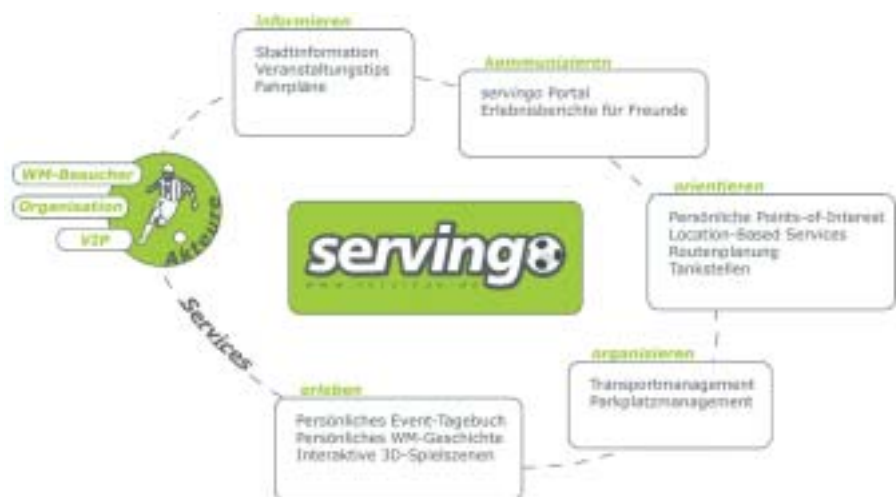 informieren
Stadtinformation
Veranstaltungstips
Fahrpläne
kommunizieren
servingo Portal
Erlebnisberichte für Freunde
WM-Besucher
Organisation
VIP
Akteure
orientieren
Persönliche Points-of-Interest
Location-Based Services
Routenplanung
Tankstellen
servingo
Services
organisieren
Transportmanagement
Parkplatzmanagement
erleben
Persönliches Event-Tagebuch
Persönliches WM-Geschichte
Interaktive 3D-Spielszenen